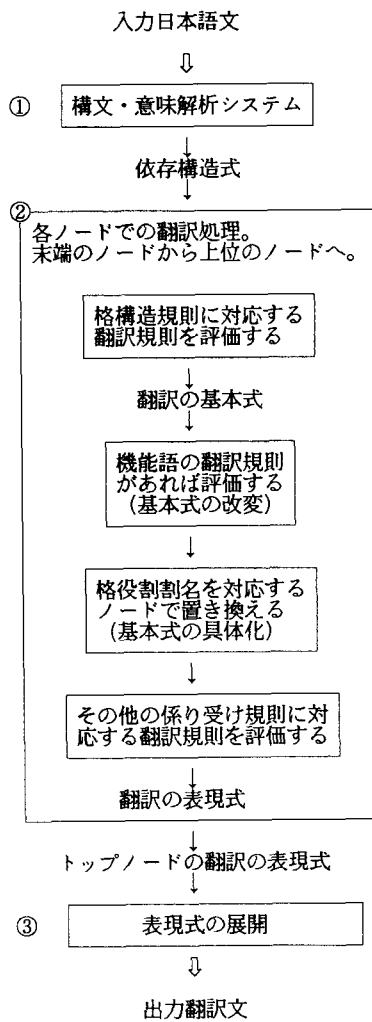 入力日本語文
①
構文・意味解析システム
依存構造式
②
各ノードでの翻訳処理。
末端のノードから上位のノードへ。
格構造規則に対応する
翻訳規則を評価する
翻訳の基本式
機能語の翻訳規則
があれば評価する
(基本式の改変)
格役割割名を対応する
ノードで置き換える
(基本式の具体化)
その他の係り受け規則に対
応する翻訳規則を評価する
翻訳の表現式
トップノードの翻訳の表現式
③
表現式の展開
出力翻訳文